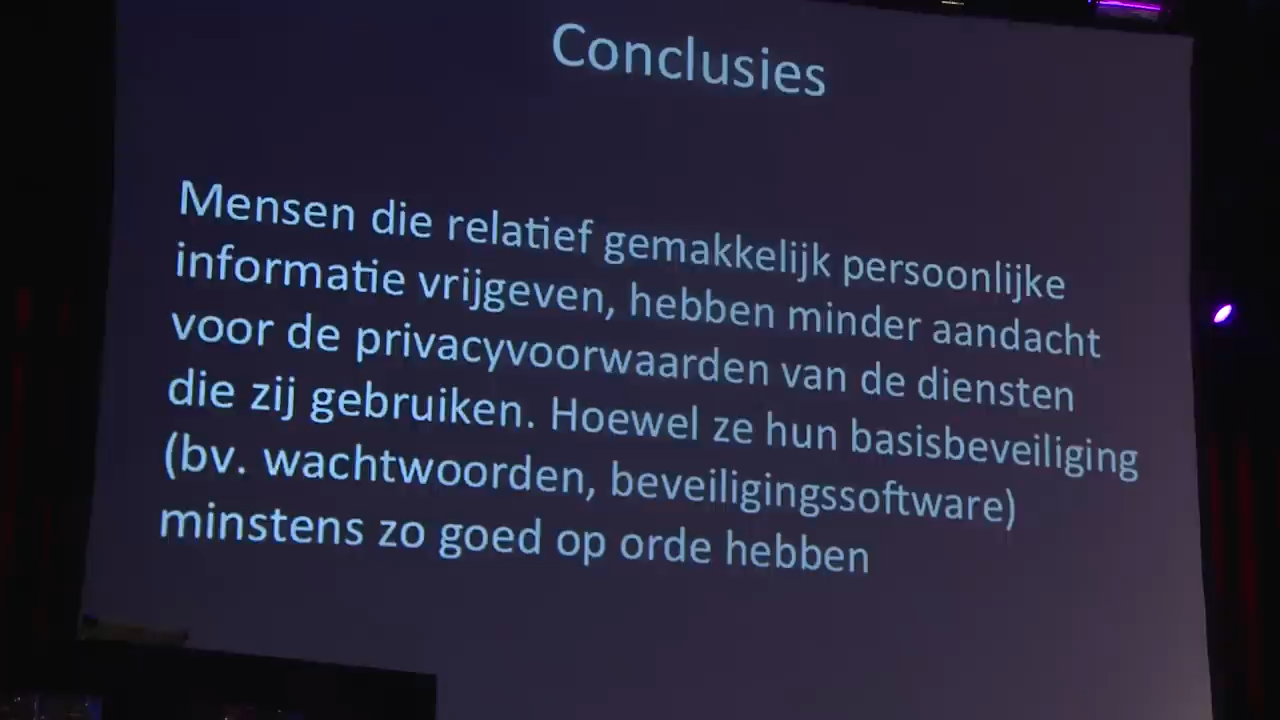 Conclusies
Mensen die relatief gemakkelijk persoonlijke
informatie vrijgeven, hebben minder aandacht
voor de privacyvoorwaarden van de diensten
die zij gebruiken. Hoewel ze hun basisbeveiliging
(bv. wachtwoorden, beveiligingssoftware)
minstens zo goed op orde hebben